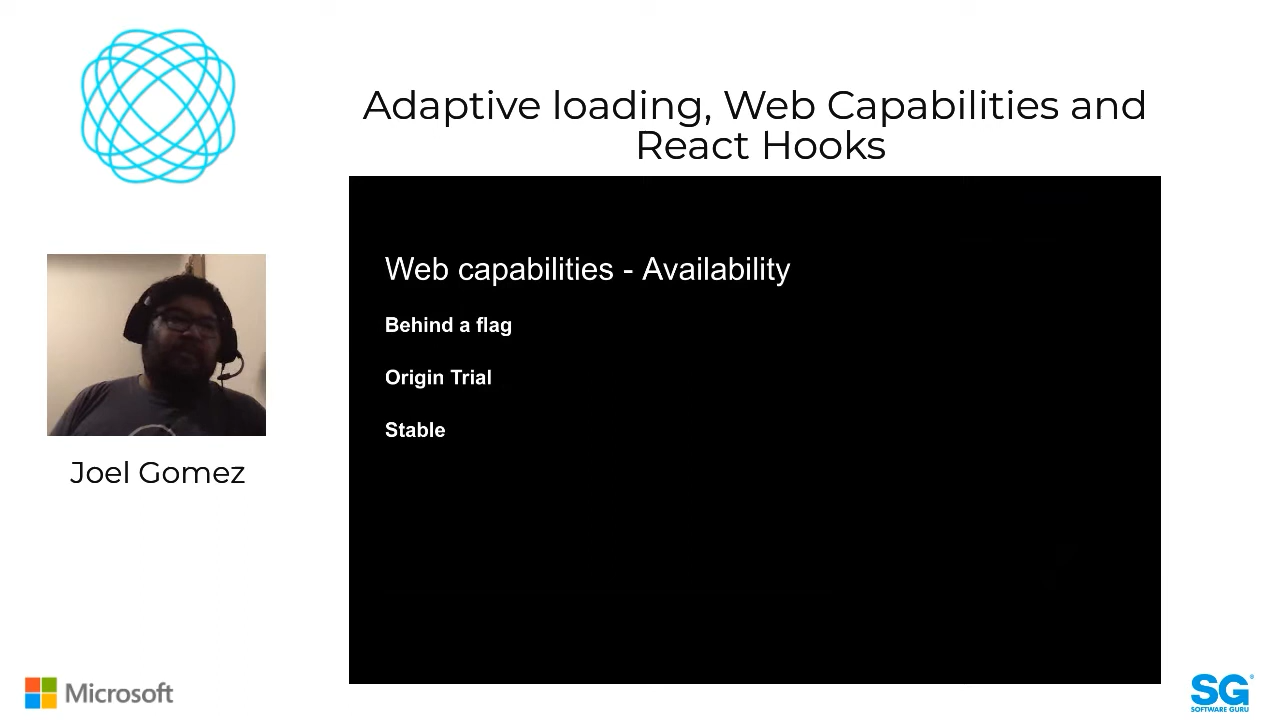 Adaptive loading, Web Capabilities and
React Hooks
Web capabilities - Availability
Behind a flag
Origin Trial
Stable
Joel Gomez
Microsoft
SG
SOFTWARE GURU